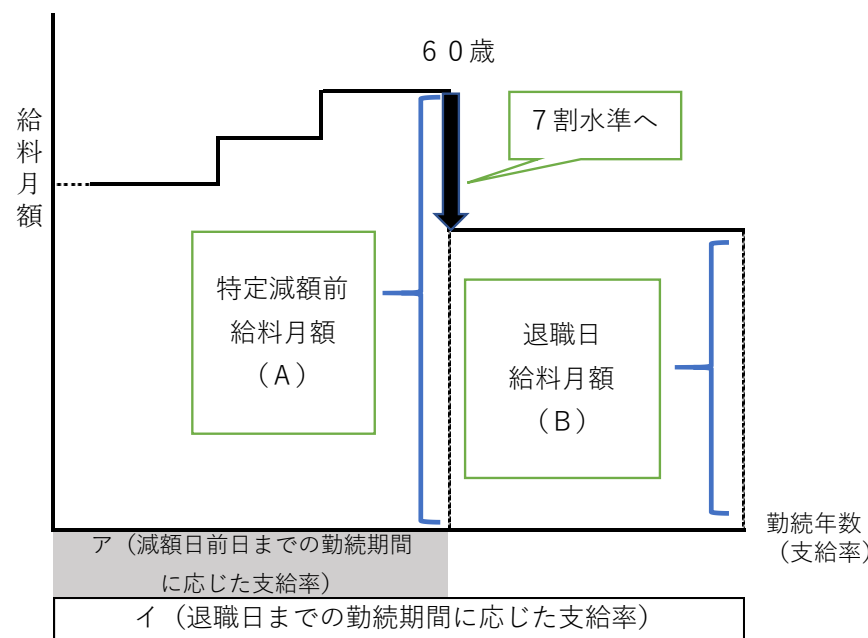 ６０歳
７割水準へ
給料月額
特定減額前
給料月額
（Ａ）
退職日
給料月額
（Ｂ）
勤続年数
（支給率）
ア（減額日前日までの勤続期間
に応じた支給率）
イ（退職日までの勤続期間に応じた支給率）